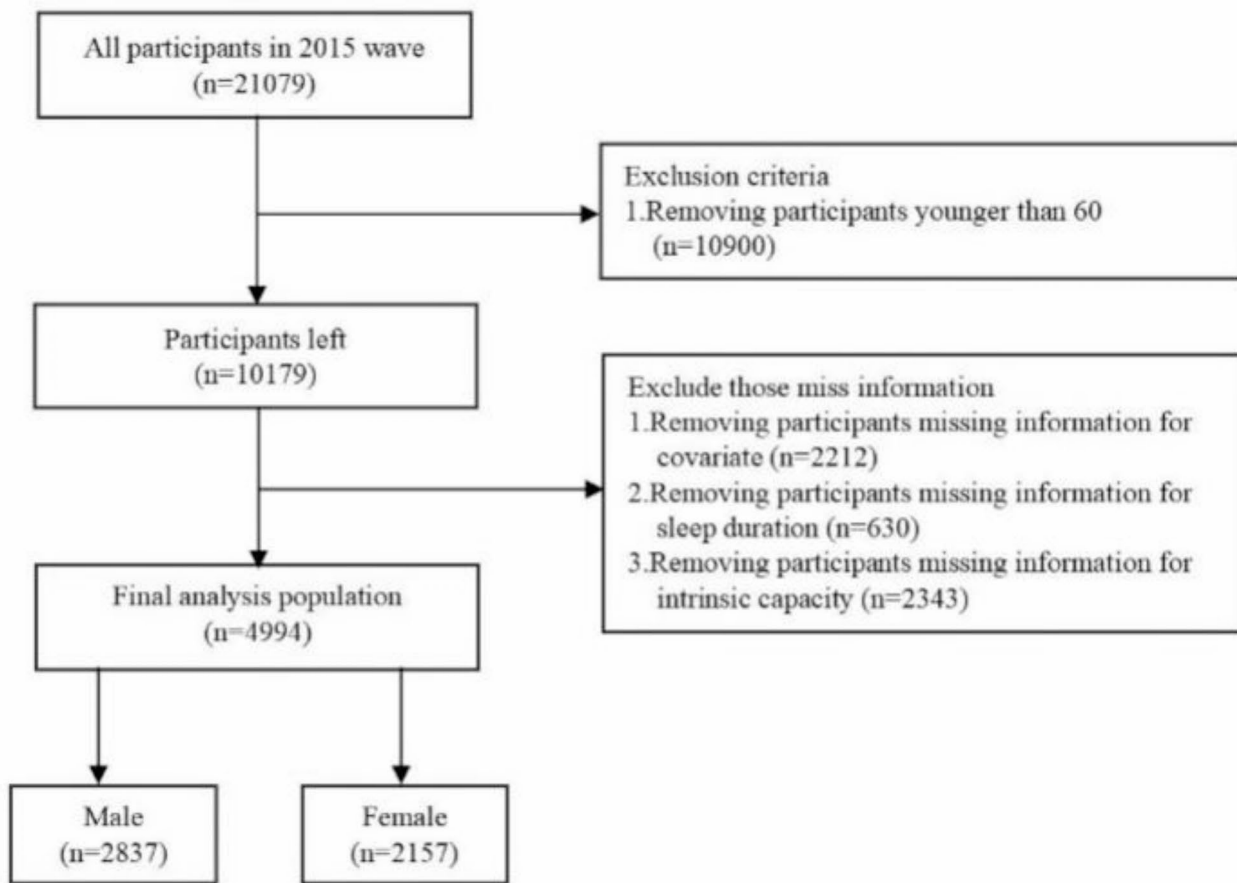 All participants in 2015 wave
(n=21079)
Exclusion criteria
1.Removing participants younger than 60
(n=10900)
Participants left
(n=10179)
Exclude those miss information
1.Removing participants missing information for
covariate (n=2212)
2.Removing participants missing information for
sleep duration (n=630)
3.Removing participants missing information for
intrinsic capacity (n=2343)
Final analysis population
(n=4994)
Male
(n=2837)
Female
(n=2157)